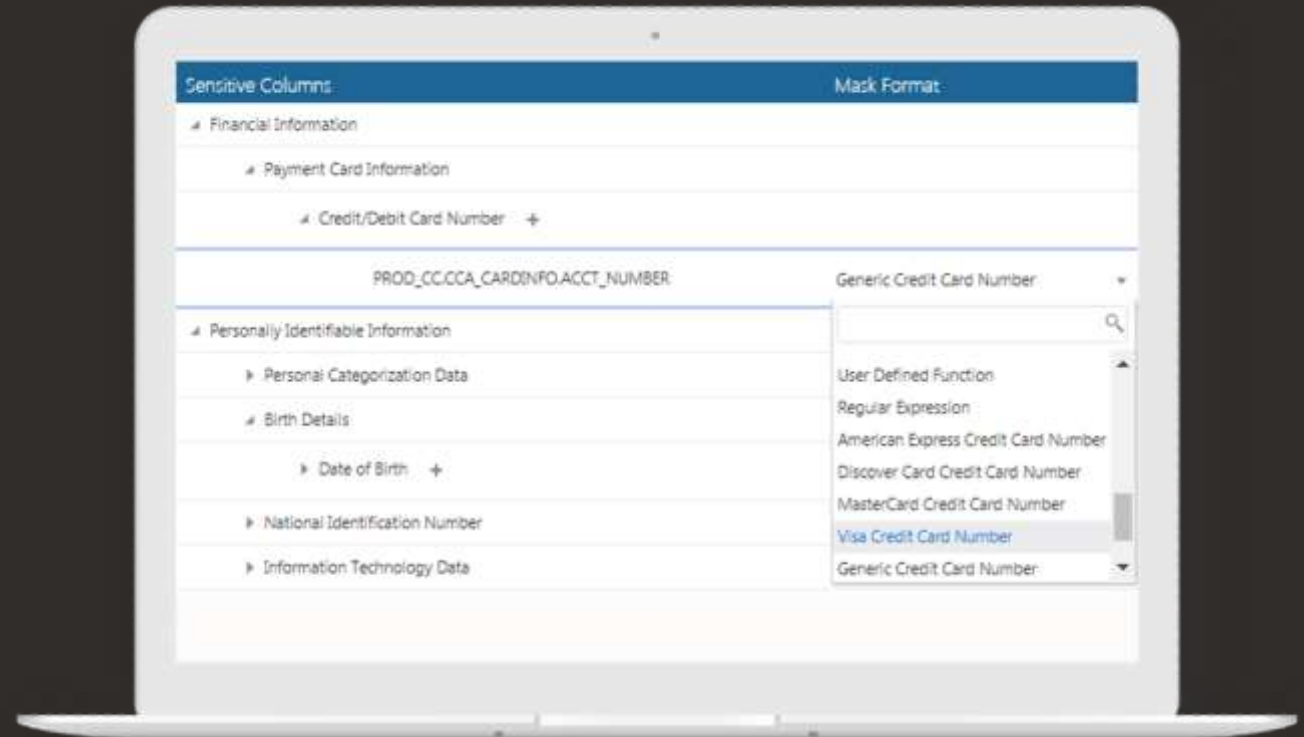 Sensitive Columns Mask Format
Financial Information
Payment Card Information
Credit/Debit Card Number +
PROD_CC.CCA_CARDINFO.ACCT_NUMBER Generic Credit Card Number
Personally Identifiable Information
Personal Categorization Data User Defined Function
Regular Expression
Birth Details
American Express Credit Card Number
Date of Birth + Discover Card Credit Card Number
MasterCard Credit Card Number
National Identification Number
Visa Credit Card Number
Information Technology Data Generic Credit Card Number